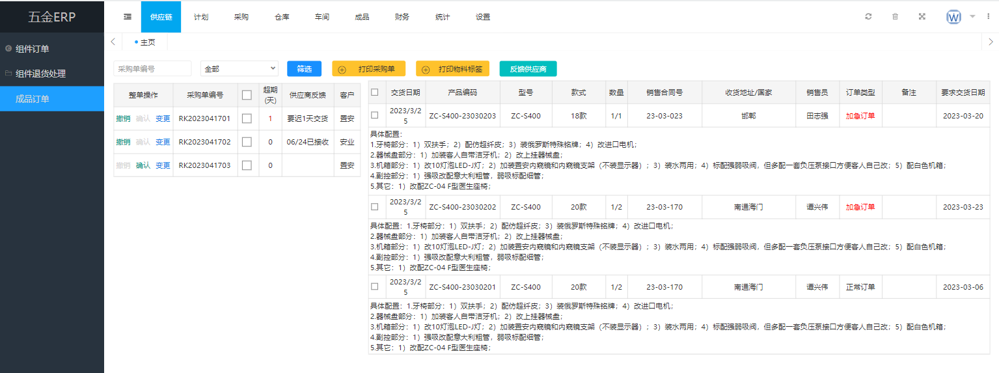 五金ERP
供应链 计划 采购 仓库 车间 成品 财务 统计 设置
主页
组件订单
组件退货处理
成品订单
采购单编号 全部 筛选 打印采购单 打印物料标签 反馈供应商
整单操作 采购单编号 超期(天) 供应商反馈 客户
撤销 确认 变更 RK2023041701 1 要迟1天交货 置安
撤销 确认 变更 RK2023041702 0 06/24已接收 安业
撤销 确认 变更 RK2023041703 0 置安
交货日期 产品编码 型号 款式 数量 销售合同号 收货地址/国家 销售员 订单类型 备注 要求交货日期
2023/3/25 ZC-S400-23030203 ZC-S400 18款 1/1 23-03-023 邯郸 田志强 加急订单 2023-03-20
具体配置：
1.牙椅部分：1）双扶手；2）配仿超纤皮；3）装俄罗斯特殊铭牌；4）改进口电机；
2.器械盘部分：1）加装客人自带洁牙机；2）改上挂器械盘；
3.机箱部分：1）改10灯泡LED-J灯；2）加装置安内窥镜和内窥镜支架（不装显示器）；3）装水两用；4）标配强弱吸阀，但多配一套负压泵接口方便客人自己改；5）配白色机箱；
4.副控部分：1）强吸改配意大利粗管，弱吸标配细管；
5.其它：1）改配ZC-04 F型医生座椅；
2023/3/25 ZC-S400-23030202 ZC-S400 20款 1/2 23-03-170 南通海门 谭兴伟 加急订单 2023-03-23
具体配置：1.牙椅部分：1）双扶手；2）配仿超纤皮；3）装俄罗斯特殊铭牌；4）改进口电机；
2.器械盘部分：1）加装客人自带洁牙机；2）改上挂器械盘；
3.机箱部分：1）改10灯泡LED-J灯；2）加装置安内窥镜和内窥镜支架（不装显示器）；3）装水两用；4）标配强弱吸阀，但多配一套负压泵接口方便客人自己改；5）配白色机箱；
4.副控部分：1）强吸改配意大利粗管，弱吸标配细管；
5.其它：1）改配ZC-04 F型医生座椅；
2023/3/25 ZC-S400-23030201 ZC-S400 20款 1/2 23-03-170 南通海门 谭兴伟 正常订单 2023-03-06
具体配置：1.牙椅部分：1）双扶手；2）配仿超纤皮；3）装俄罗斯特殊铭牌；4）改进口电机；
2.器械盘部分：1）加装客人自带洁牙机；2）改上挂器械盘；
3.机箱部分：1）改10灯泡LED-J灯；2）加装置安内窥镜和内窥镜支架（不装显示器）；3）装水两用；4）标配强弱吸阀，但多配一套负压泵接口方便客人自己改；5）配白色机箱；
4.副控部分：1）强吸改配意大利粗管，弱吸标配细管；
5.其它：1）改配ZC-04 F型医生座椅；